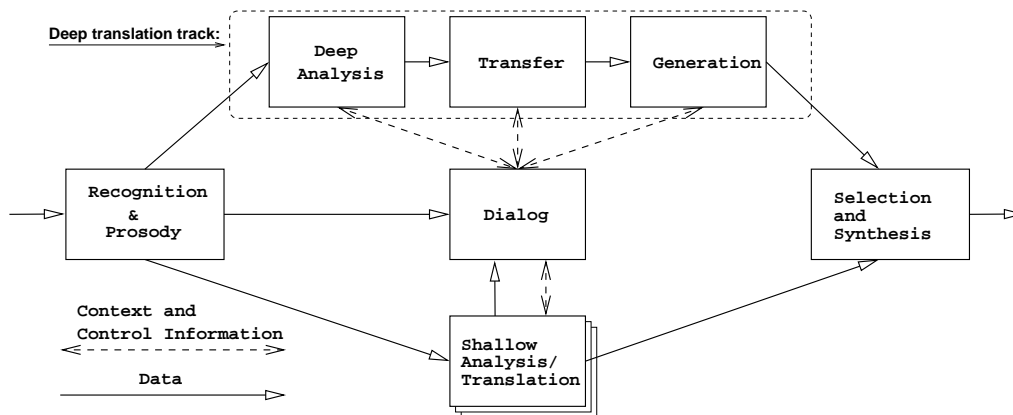 Deep translation track:
Deep
Analysis
Transfer
Generation
Recognition
&
Prosody
Dialog
Selection
and
Synthesis
Context and
Control Information
Data
Shallow
Analysis/
Translation